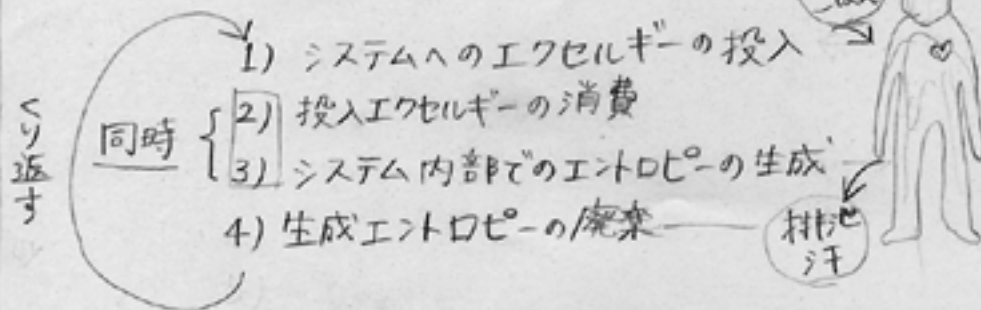 1) システムへのエクセルギーの投入
2) 投入エクセルギーの消費
3) システム内部でのエントロピーの生成
4) 生成エントロピーの廃棄
同時
くり返す
排泄
汗